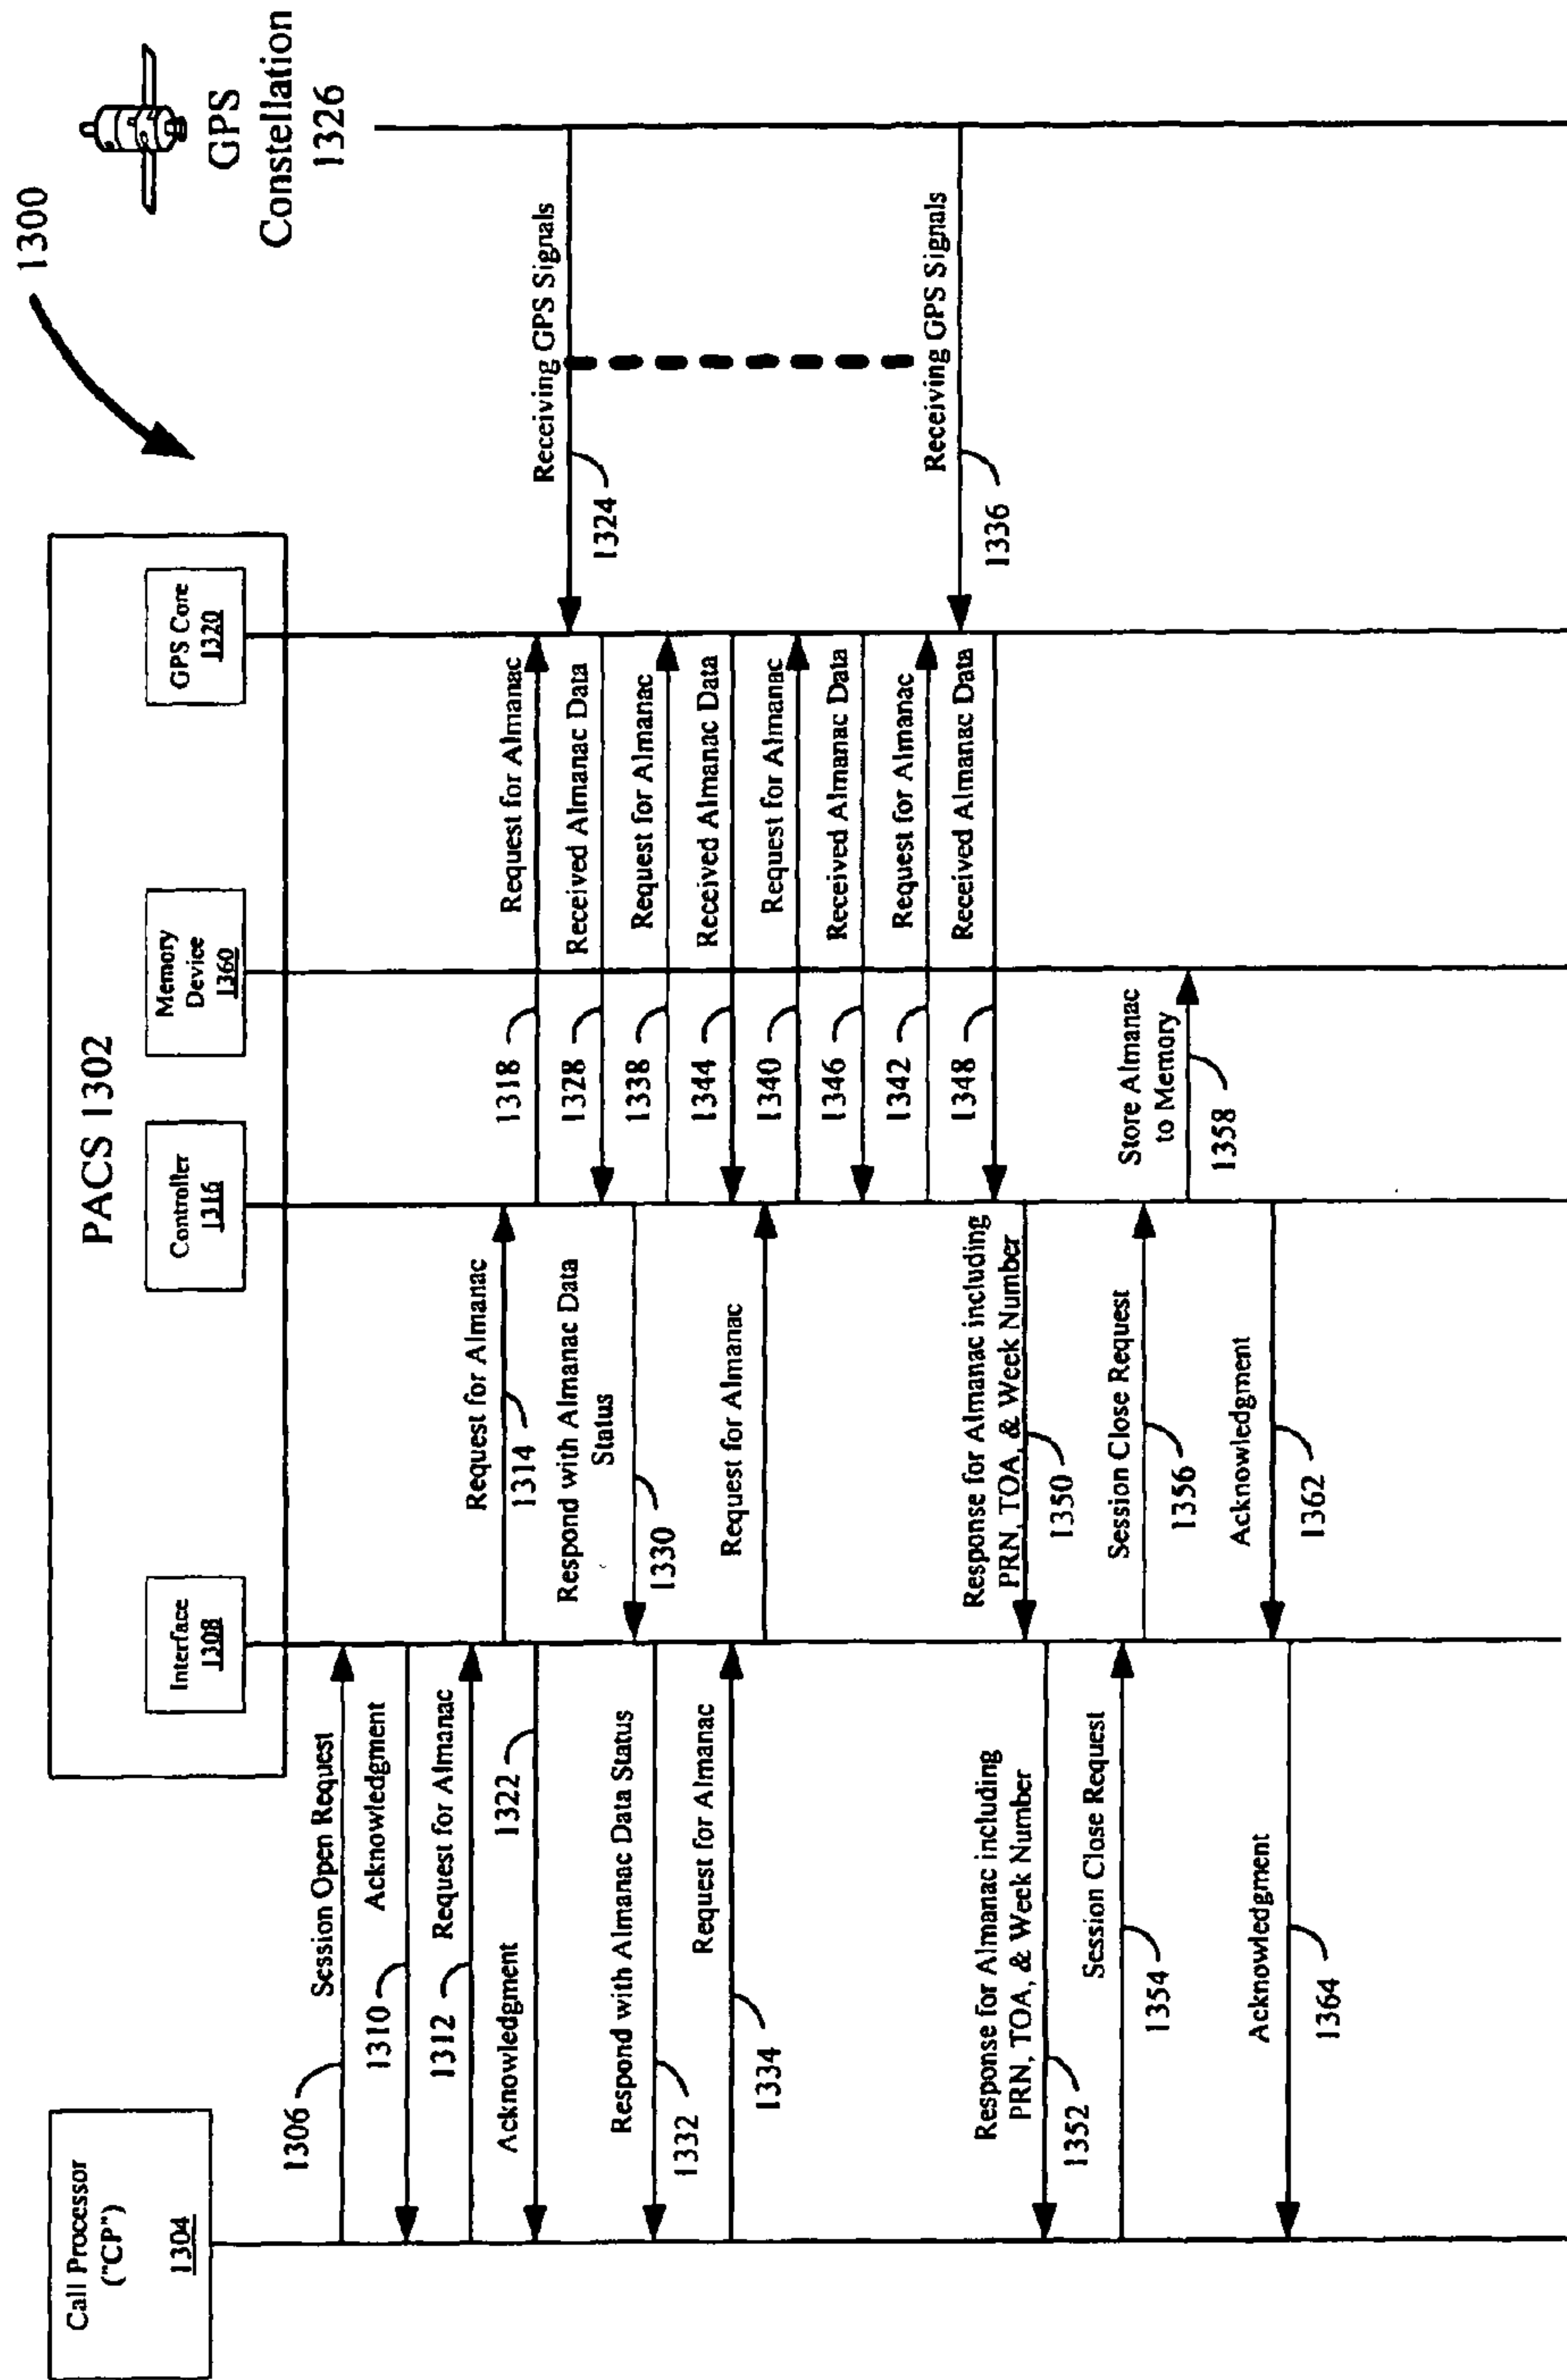 1300
GPS
Constellation
1326
PACS 1302
Call Processor
("CP")
1304
Interface
1308
Controller
1316
Memory
Device
1360
GPS Core
1320
Session Open Request
1306
Acknowledgment
1310
Request for Almanac
1312
Request for Almanac
1314
Acknowledgment
1322
Request for Almanac
1318
Receiving GPS Signals
1324
Received Almanac Data
1328
Respond with Almanac Data
Status
1330
Respond with Almanac Data Status
1332
Request for Almanac
1338
Received Almanac Data
1344
Request for Almanac
1334
Request for Almanac
Request for Almanac
1340
Received Almanac Data
1346
Request for Almanac
1342
Receiving GPS Signals
1336
Received Almanac Data
1348
Response for Almanac including
PRN, TOA, & Week Number
1350
Response for Almanac including
PRN, TOA, & Week Number
1352
Session Close Request
1354
Session Close Request
1356
Store Almanac
to Memory
1358
Acknowledgment
1362
Acknowledgment
1364